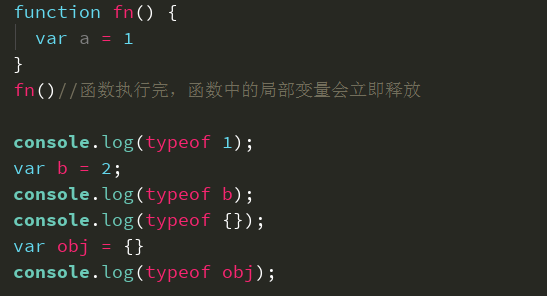 function fn() {
  var a = 1
}
fn()//函数执行完，函数中的局部变量会立即释放

console.log(typeof 1);
var b = 2;
console.log(typeof b);
console.log(typeof {});
var obj = {}
console.log(typeof obj);